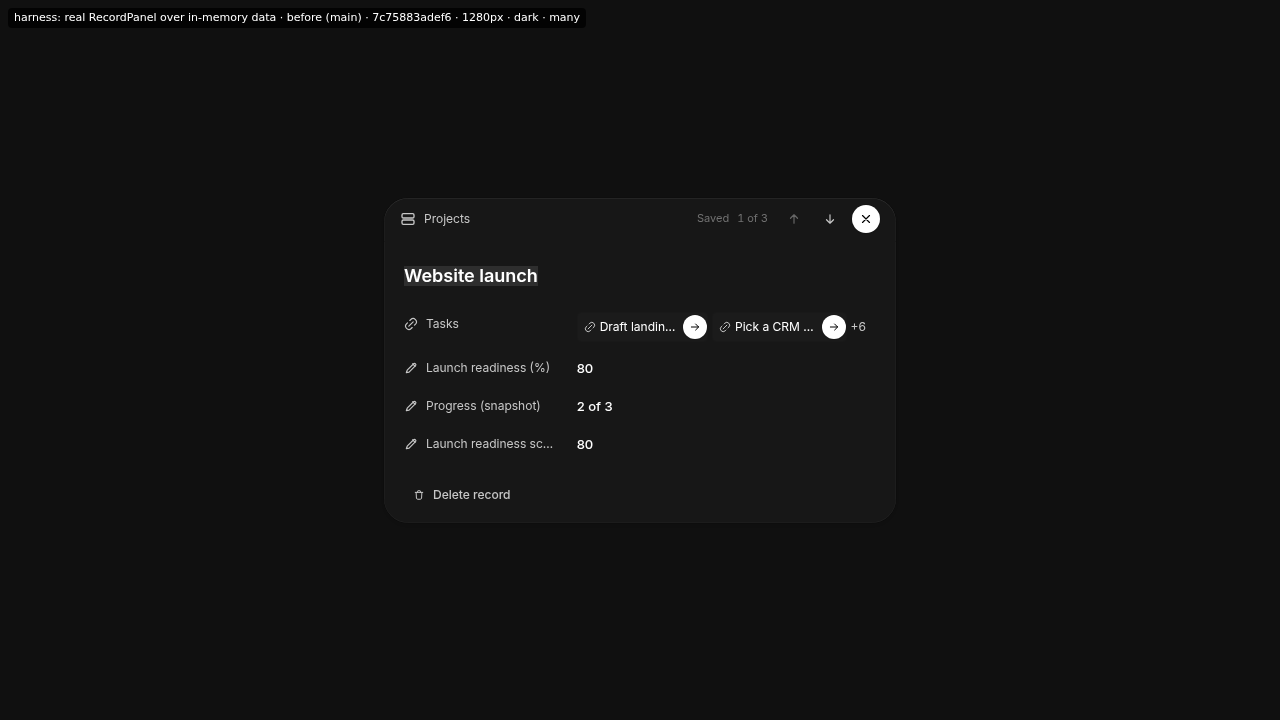 harness: real RecordPanel over in-memory data · before (main) · 7c75883adef6 · 1280px · dark · many
Projects
Saved 1 of 3
Website launch
Tasks Draft landin... Pick a CRM ... +6
Launch readiness (%) 80
Progress (snapshot) 2 of 3
Launch readiness sc... 80
Delete record